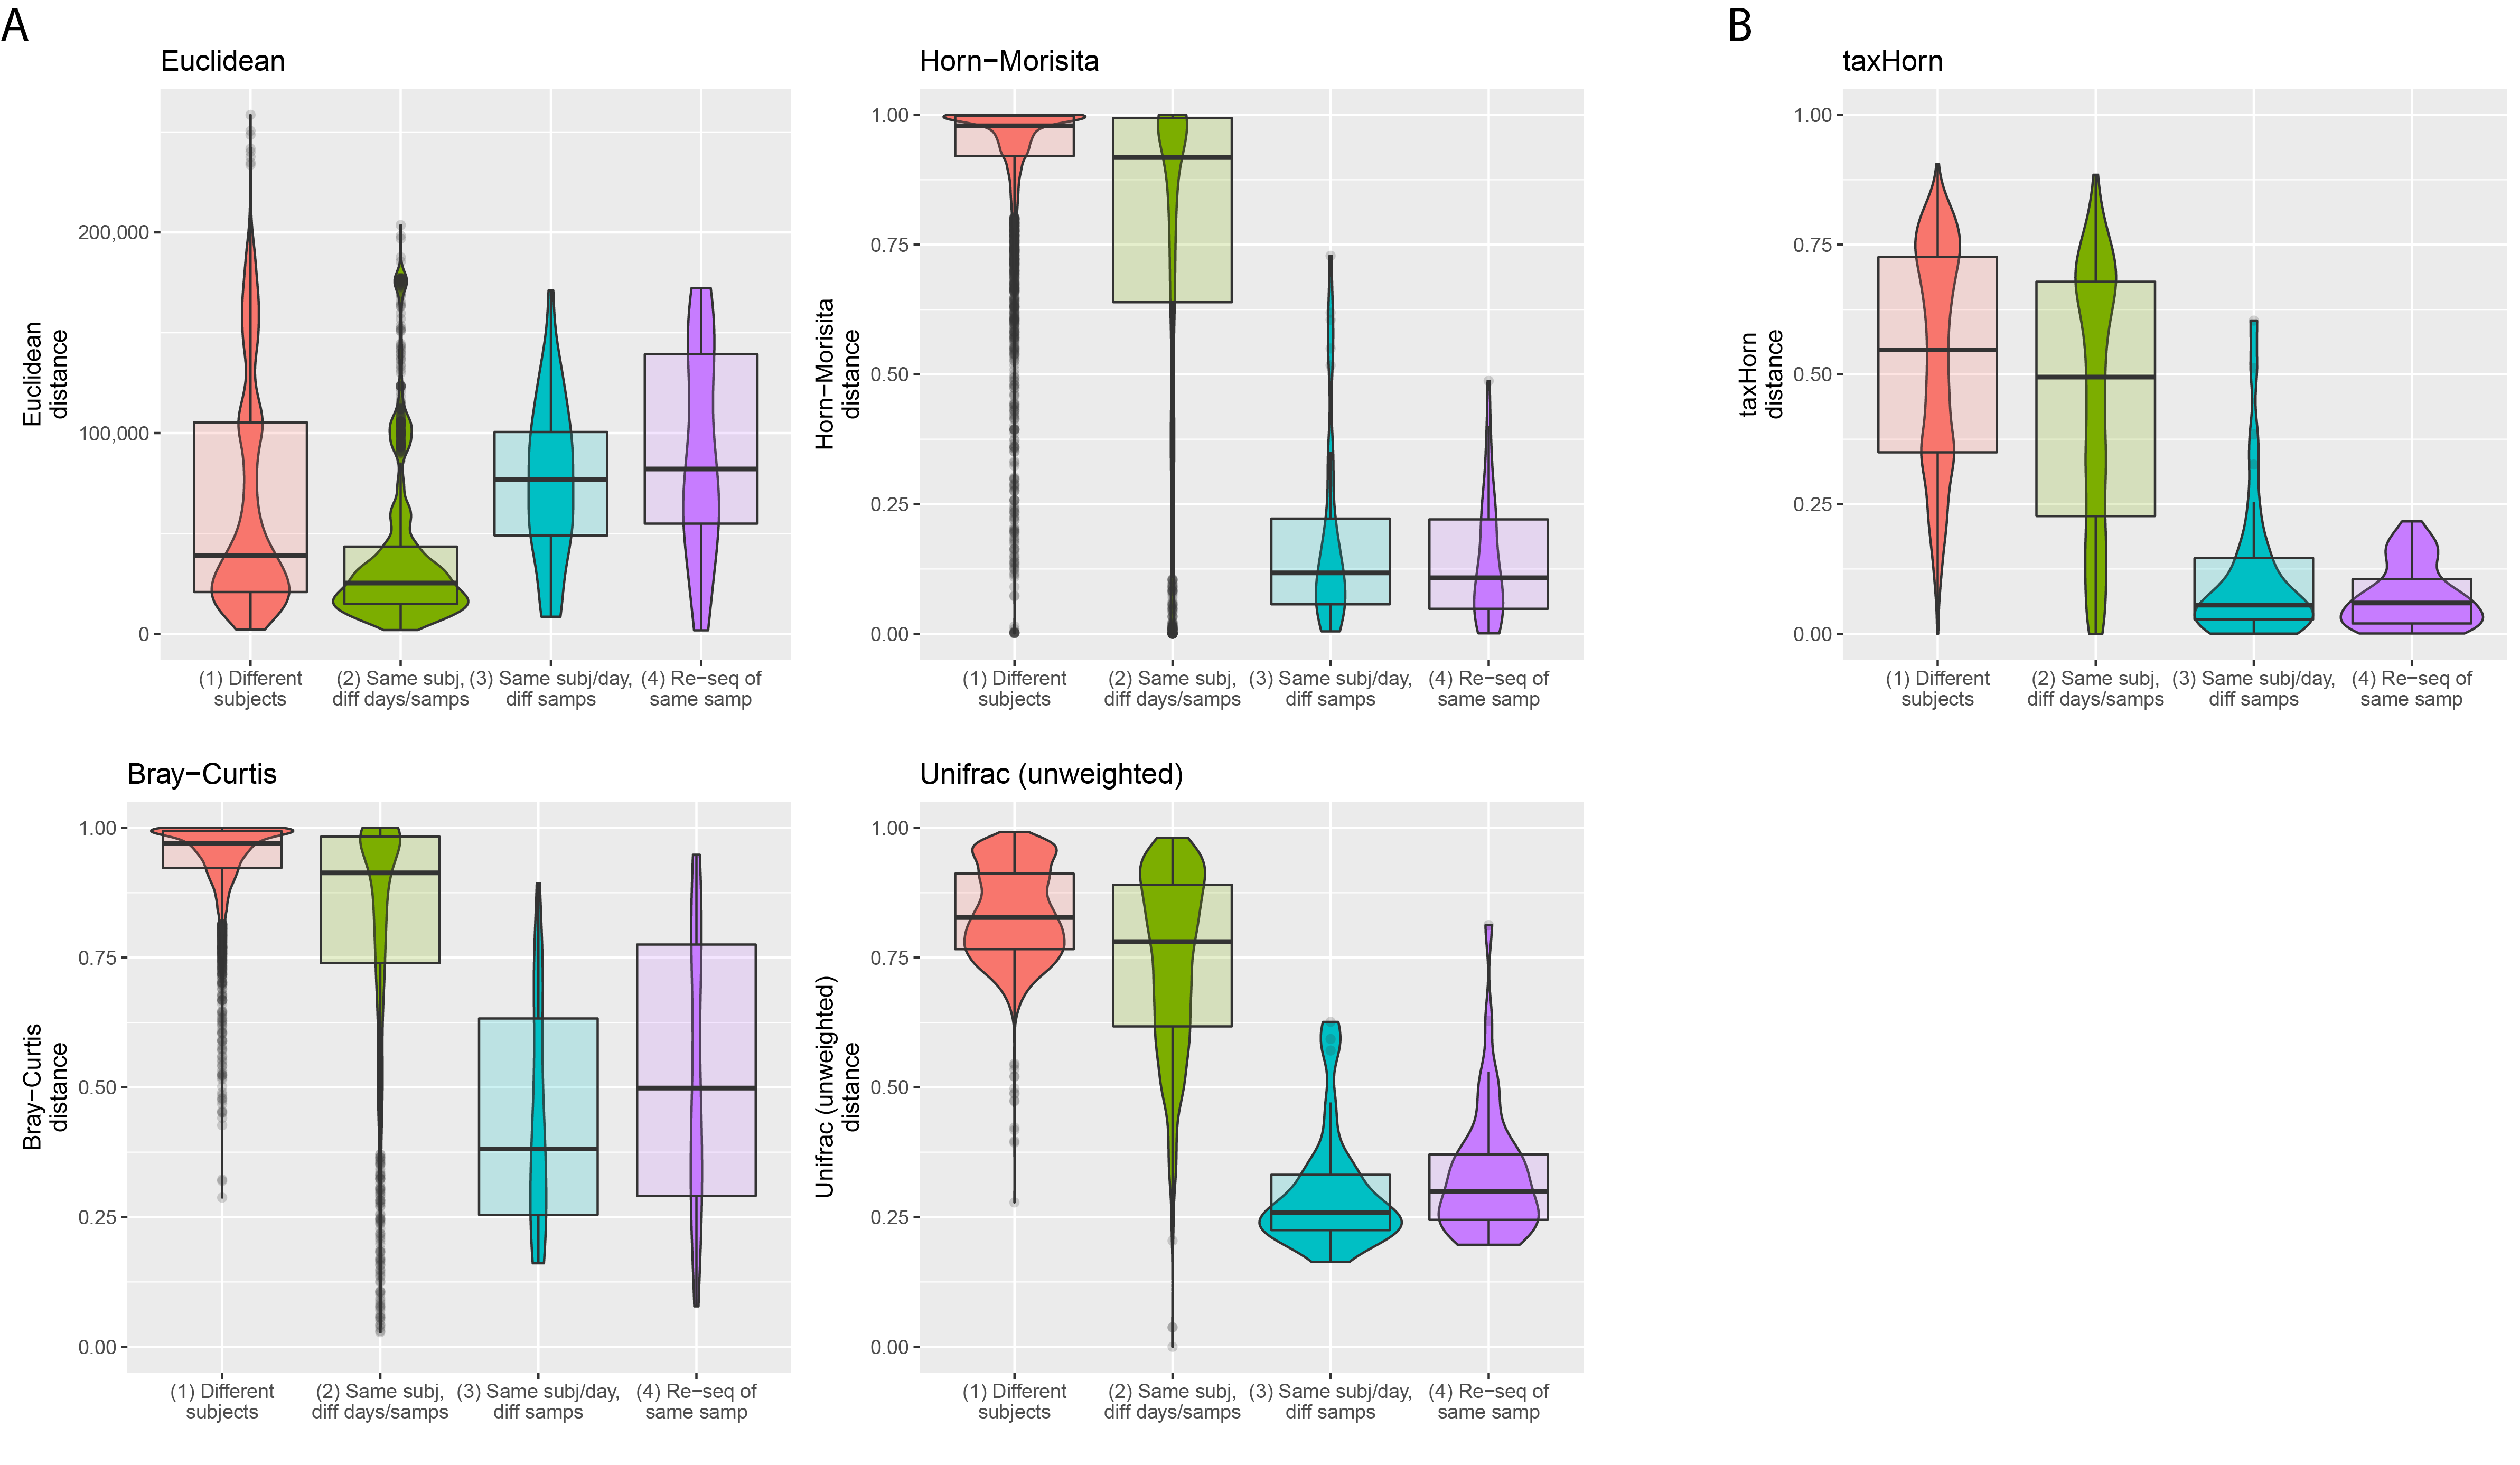 A
Euclidean
Euclidean
distance
200,000
100,000
0
(1) Different
subjects
(2) Same subj,
diff days/samps
(3) Same subj/day,
diff samps
(4) Re−seq of
same samp
Horn−Morisita
Horn−Morisita
distance
1.00
0.75
0.50
0.25
0.00
(1) Different
subjects
(2) Same subj,
diff days/samps
(3) Same subj/day,
diff samps
(4) Re−seq of
same samp
B
taxHorn
taxHorn
distance
1.00
0.75
0.50
0.25
0.00
(1) Different
subjects
(2) Same subj,
diff days/samps
(3) Same subj/day,
diff samps
(4) Re−seq of
same samp
Bray−Curtis
Bray−Curtis
distance
1.00
0.75
0.50
0.25
0.00
(1) Different
subjects
(2) Same subj,
diff days/samps
(3) Same subj/day,
diff samps
(4) Re−seq of
same samp
Unifrac (unweighted)
Unifrac (unweighted)
distance
1.00
0.75
0.50
0.25
0.00
(1) Different
subjects
(2) Same subj,
diff days/samps
(3) Same subj/day,
diff samps
(4) Re−seq of
same samp